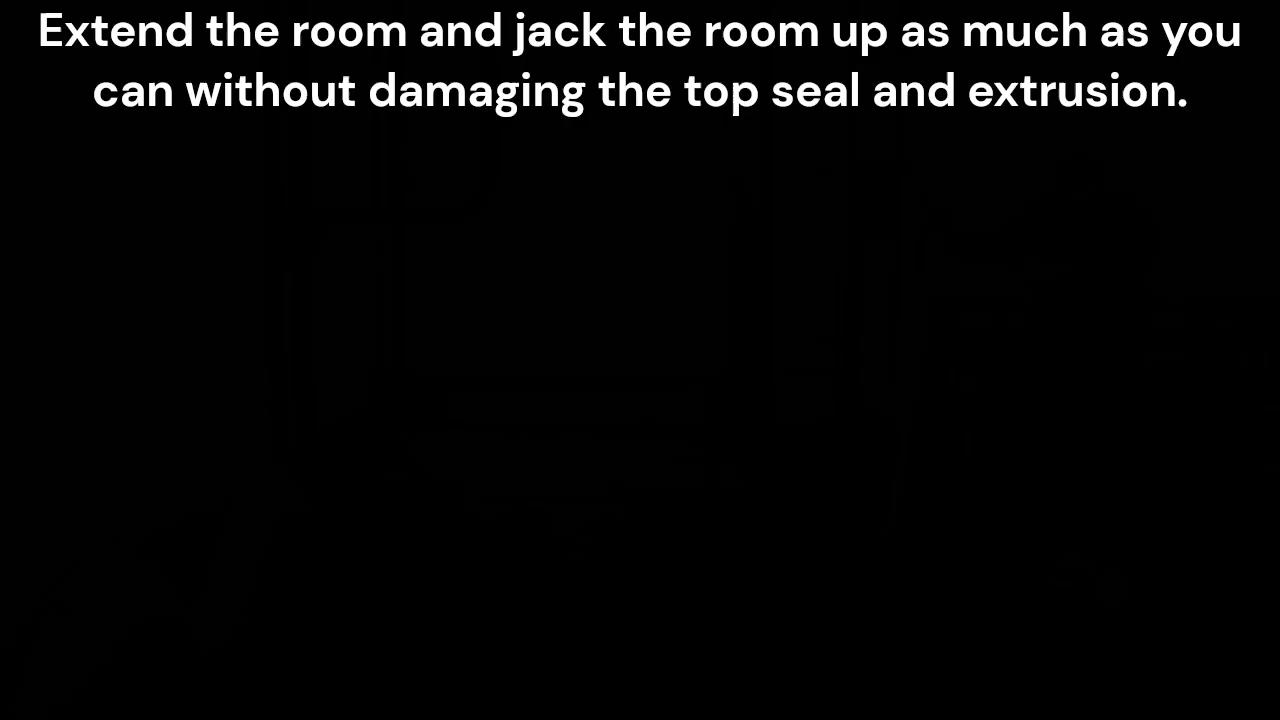 Extend the room and jack the room up as much as you
can without damaging the top seal and extrusion.